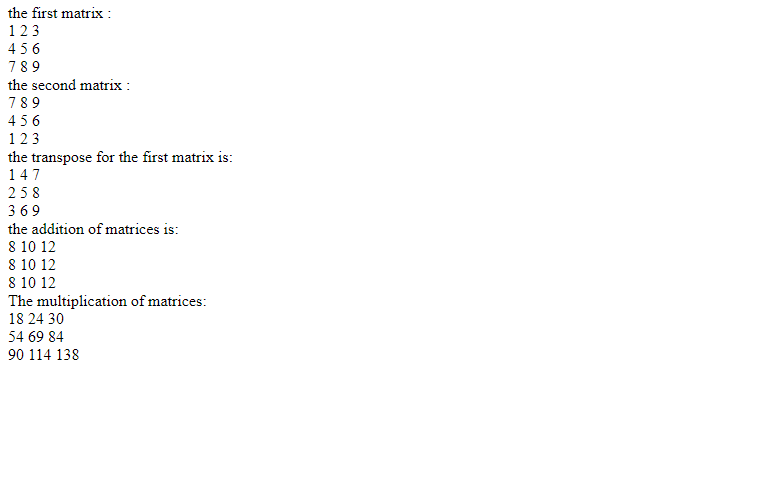 the first matrix :
1 2 3
4 5 6
7 8 9
the second matrix :
7 8 9
4 5 6
1 2 3
the transpose for the first matrix is:
1 4 7
2 5 8
3 6 9
the addition of matrices is:
8 10 12
8 10 12
8 10 12
The multiplication of matrices:
18 24 30
54 69 84
90 114 138